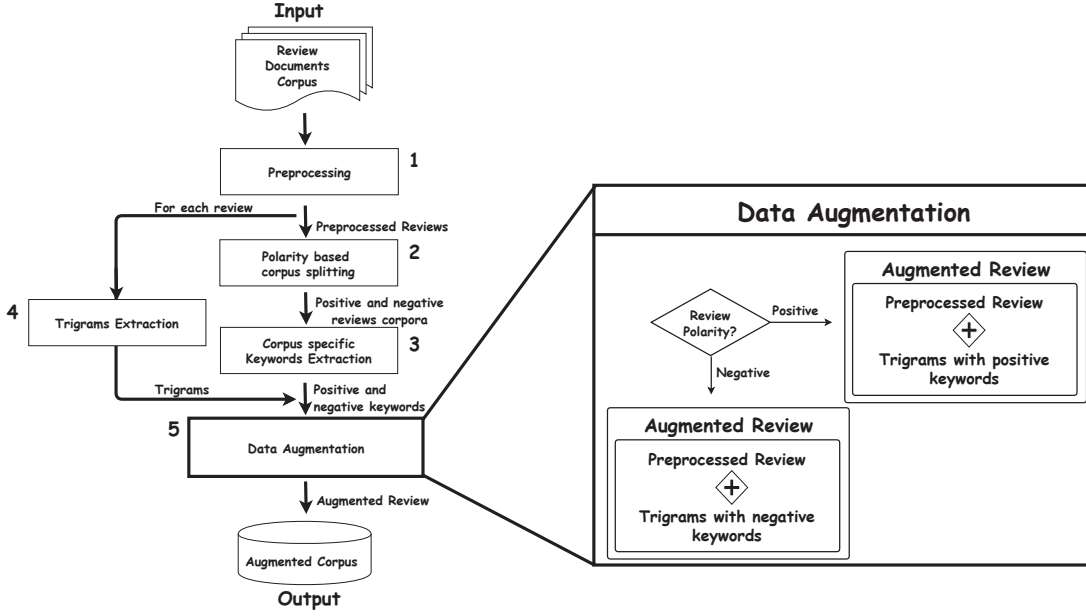 Input
Review
Documents
Corpus
1
Preprocessing
For each review
Preprocessed Reviews
2
Polarity based
corpus splitting
4
Trigrams Extraction
Positive and negative
reviews corpora
3
Corpus specific
Keywords Extraction
Trigrams
Positive and
negative keywords
5
Data Augmentation
Augmented Review
Augmented Corpus
Output
Data Augmentation
Review
Polarity?
Positive
Negative
Augmented Review
Preprocessed Review
+
Trigrams with positive
keywords
Augmented Review
Preprocessed Review
+
Trigrams with negative
keywords